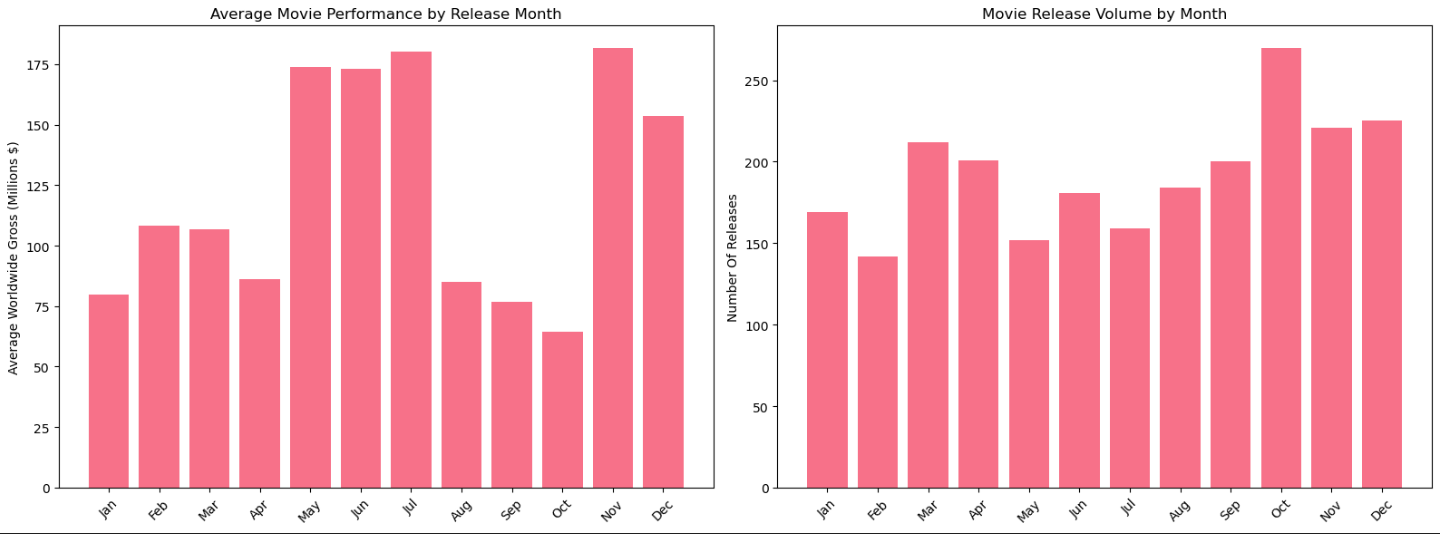 Average Movie Performance by Release Month
Average Worldwide Gross (Millions $)
175
150
125
100
75
50
25
0
Jan Feb Mar Apr May Jun Jul Aug Sep Oct Nov Dec
Movie Release Volume by Month
Number Of Releases
250
200
150
100
50
0
Jan Feb Mar Apr May Jun Jul Aug Sep Oct Nov Dec